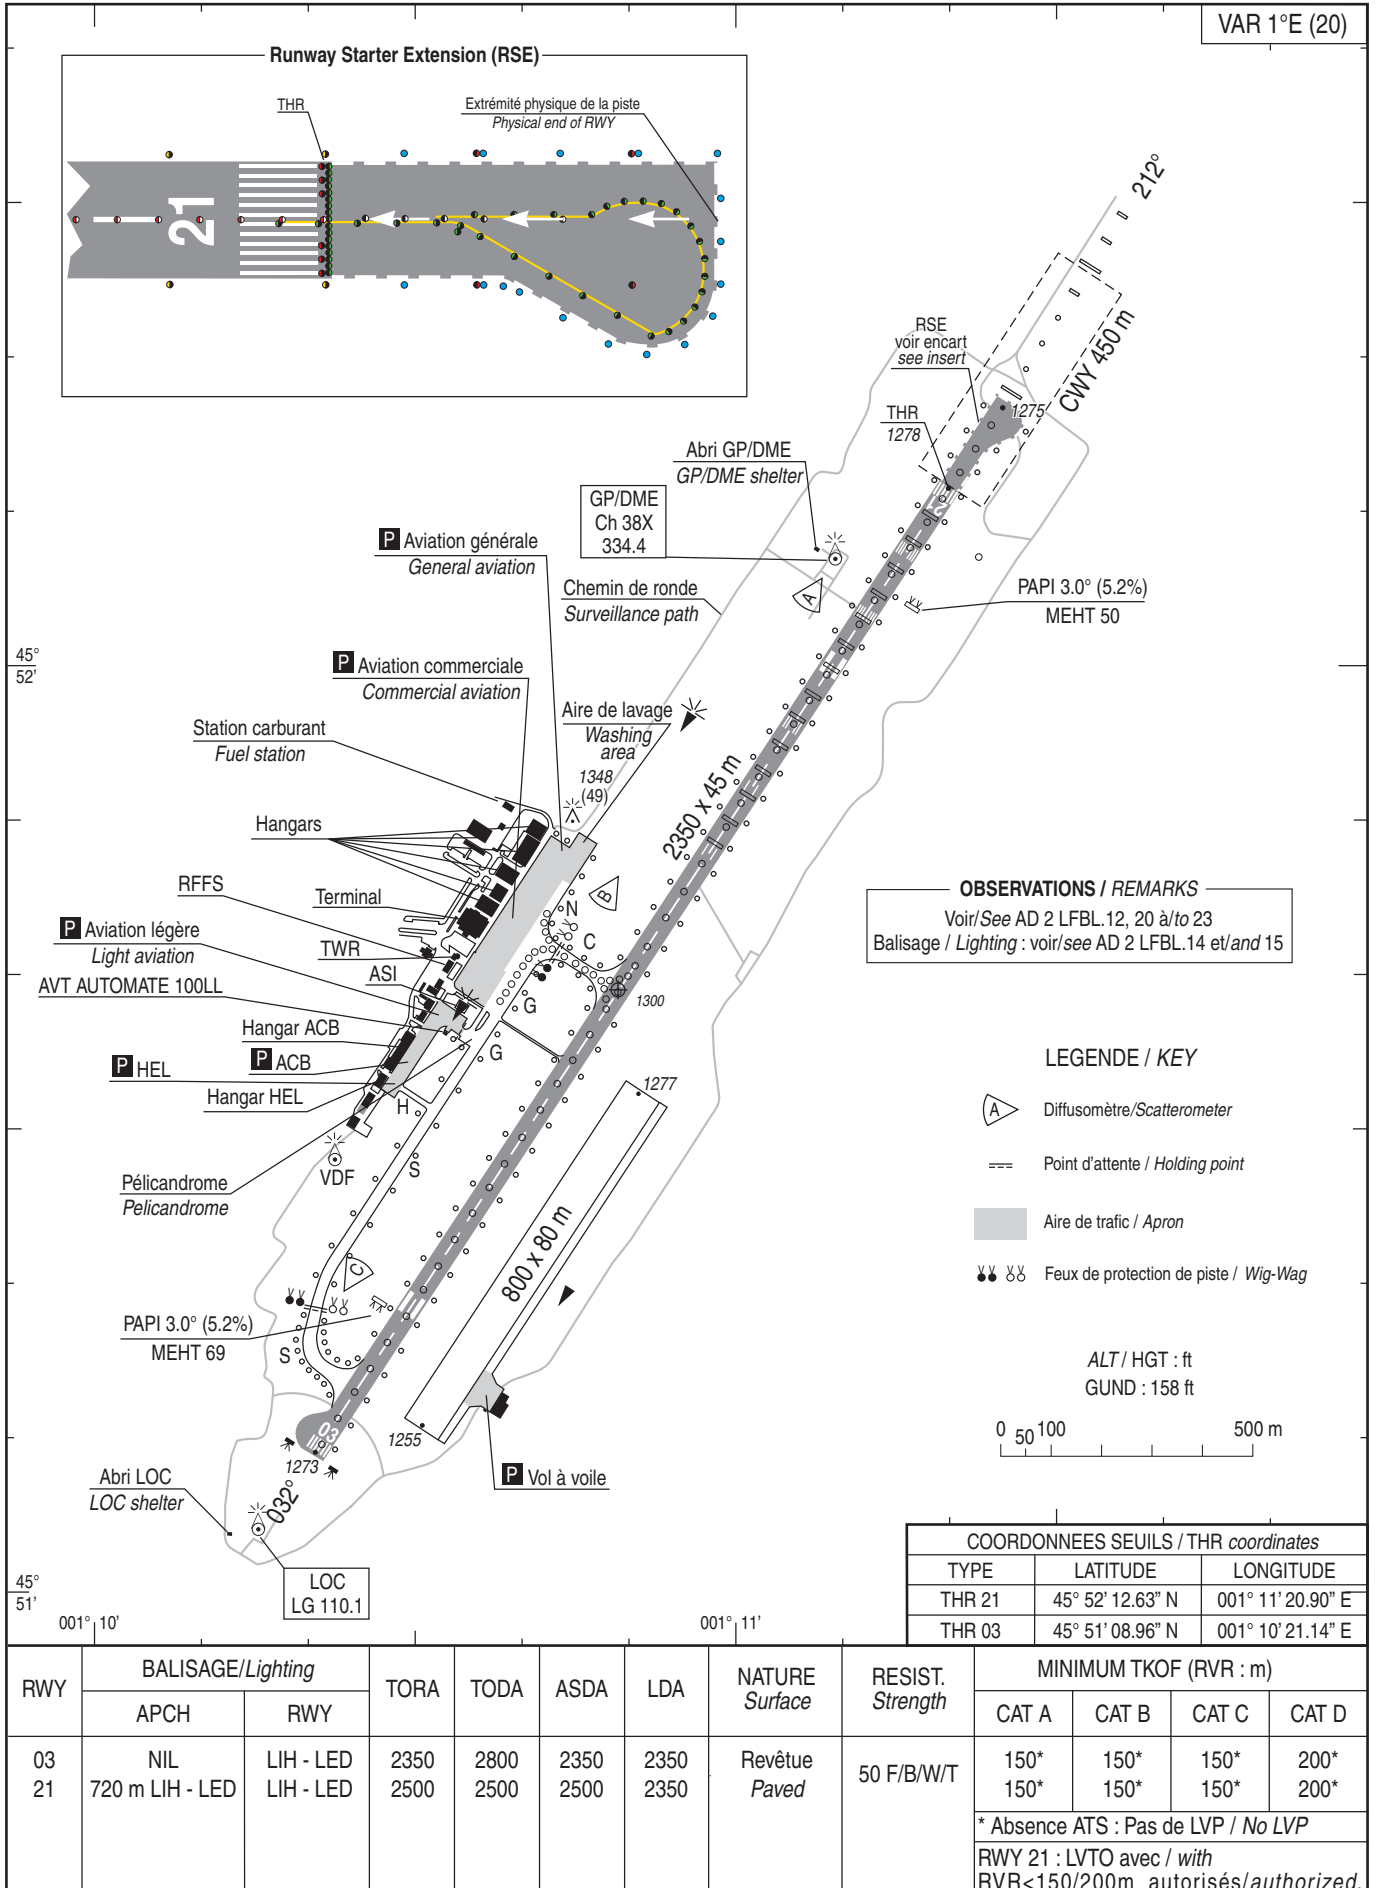 VAR 1°E (20)
Runway Starter Extension (RSE)
THR
Extrémité physique de la piste
Physical end of RWY
21
212°
RSE
voir encart
see insert
CWY 450 m
1275
THR
1278
21
Abri GP/DME
GP/DME shelter
GP/DME
Ch 38X
334.4
P Aviation générale
General aviation
A
Chemin de ronde
Surveillance path
PAPI 3.0° (5.2%)
MEHT 50
45°
52'
P Aviation commerciale
Commercial aviation
Aire de lavage
Washing
area
Station carburant
Fuel station
1348
(49)
2350 x 45 m
Hangars
RFFS
Terminal
B
N
C
P Aviation légère
Light aviation
TWR
ASI
AVT AUTOMATE 100LL
G
1300
Hangar ACB
G
P HEL
P ACB
Hangar HEL
H
1277
VDF
S
Pélicandrome
Pelicandrome
800 x 80 m
C
PAPI 3.0° (5.2%)
MEHT 69
S
03
1255
1273
P Vol à voile
Abri LOC
LOC shelter
032°
LOC
LG 110.1
45°
51'
001° 10'
001° 11'
OBSERVATIONS / REMARKS
Voir/See AD 2 LFBL.12, 20 à/to 23
Balisage / Lighting : voir/see AD 2 LFBL.14 et/and 15
LEGENDE / KEY
A Diffusomètre/Scatterometer
Point d'attente / Holding point
Aire de trafic / Apron
Feux de protection de piste / Wig-Wag
ALT / HGT : ft
GUND : 158 ft
0 50 100 500 m
COORDONNEES SEUILS / THR coordinates
TYPE LATITUDE LONGITUDE
THR 21 45° 52' 12.63" N 001° 11' 20.90" E
THR 03 45° 51' 08.96" N 001° 10' 21.14" E
RWY BALISAGE/Lighting TORA TODA ASDA LDA NATURE Surface RESIST. Strength MINIMUM TKOF (RVR : m)
APCH RWY CAT A CAT B CAT C CAT D
03 NIL LIH - LED 2350 2800 2350 2350 Revêtue 50 F/B/W/T 150* 150* 150* 200*
21 720 m LIH - LED LIH - LED 2500 2500 2500 2350 Paved 150* 150* 150* 200*
* Absence ATS : Pas de LVP / No LVP
RWY 21 : LVTO avec / with
RVR<150/200m autorisés/authorized.